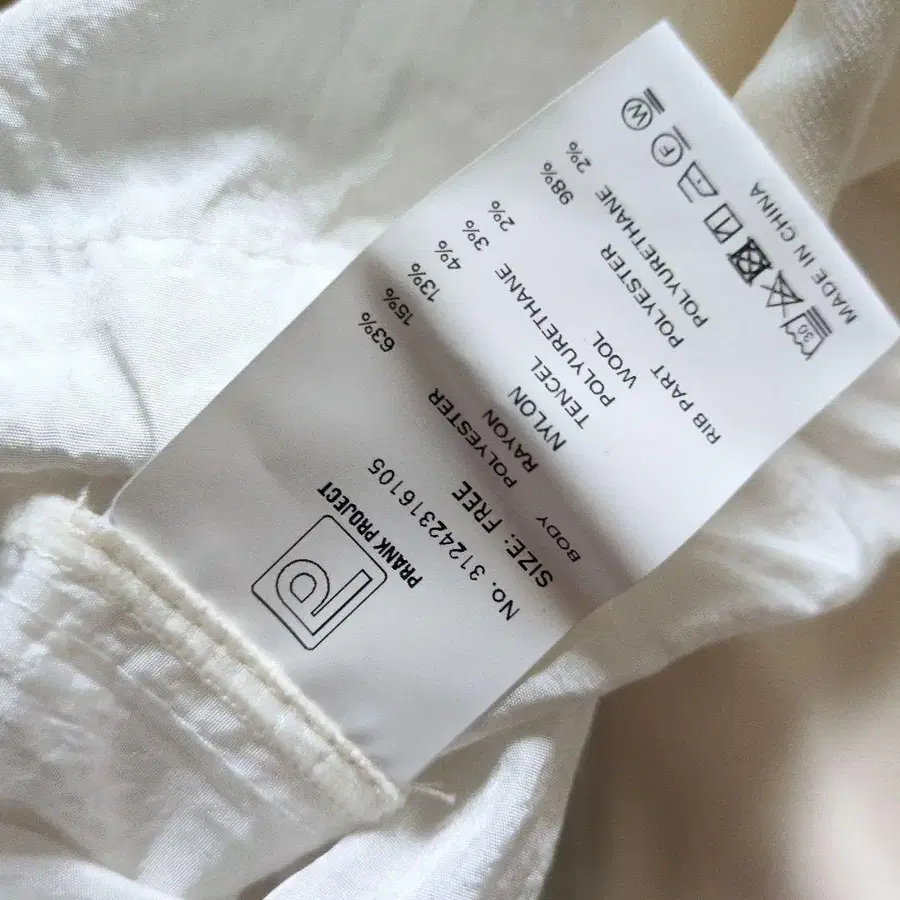 PRANK PROJECT
No. 31242316105
SIZE: FREE
BODY
POLYESTER 63%
RAYON 15%
NYLON 13%
TENCEL 4%
POLYURETHANE 3%
WOOL 2%
RIB PART
POLYESTER 98%
POLYURETHANE 2%
30 F W
MADE IN CHINA